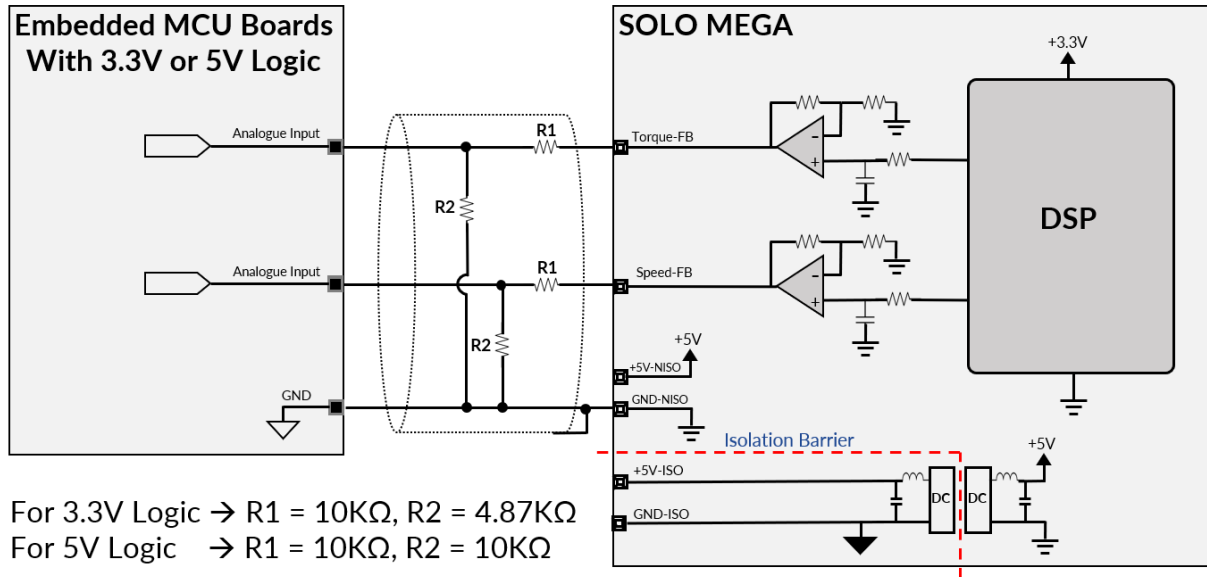 Embedded MCU Boards
With 3.3V or 5V Logic
SOLO MEGA
+3.3V
Analogue Input
R1
Torque-FB
-
+
DSP
R2
Analogue Input
R1
Speed-FB
-
+
R2
+5V
+5V-NISO
GND
GND-NISO
Isolation Barrier
+5V
+5V-ISO
DC
DC
GND-ISO
For 3.3V Logic → R1 = 10KΩ, R2 = 4.87KΩ
For 5V Logic → R1 = 10KΩ, R2 = 10KΩ